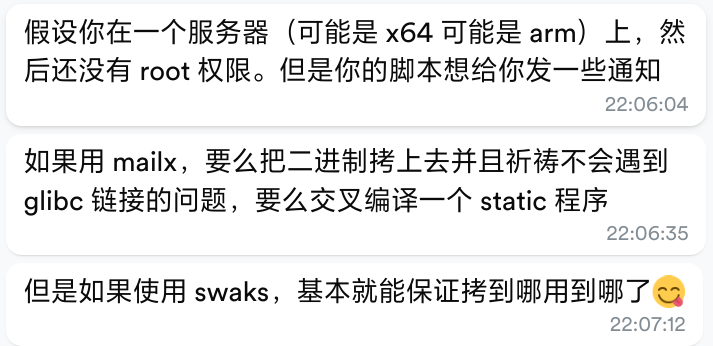 假设你在一个服务器（可能是 x64 可能是 arm）上，然
后还没有 root 权限。但是你的脚本想给你发一些通知
22:06:04
如果用 mailx，要么把二进制拷上去并且祈祷不会遇到
glibc 链接的问题，要么交叉编译一个 static 程序
22:06:35
但是如果使用 swaks，基本就能保证拷到哪用到哪了😋
22:07:12